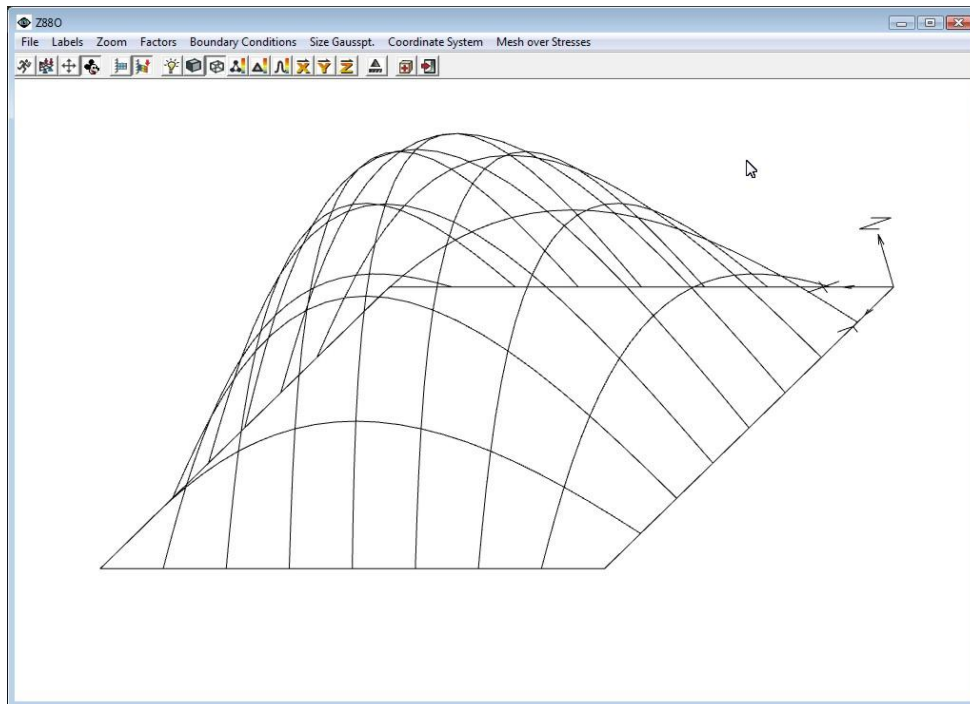 Z88O
File Labels Zoom Factors Boundary Conditions Size Gausspt. Coordinate System Mesh over Stresses
X Y Z
Z
X
Y